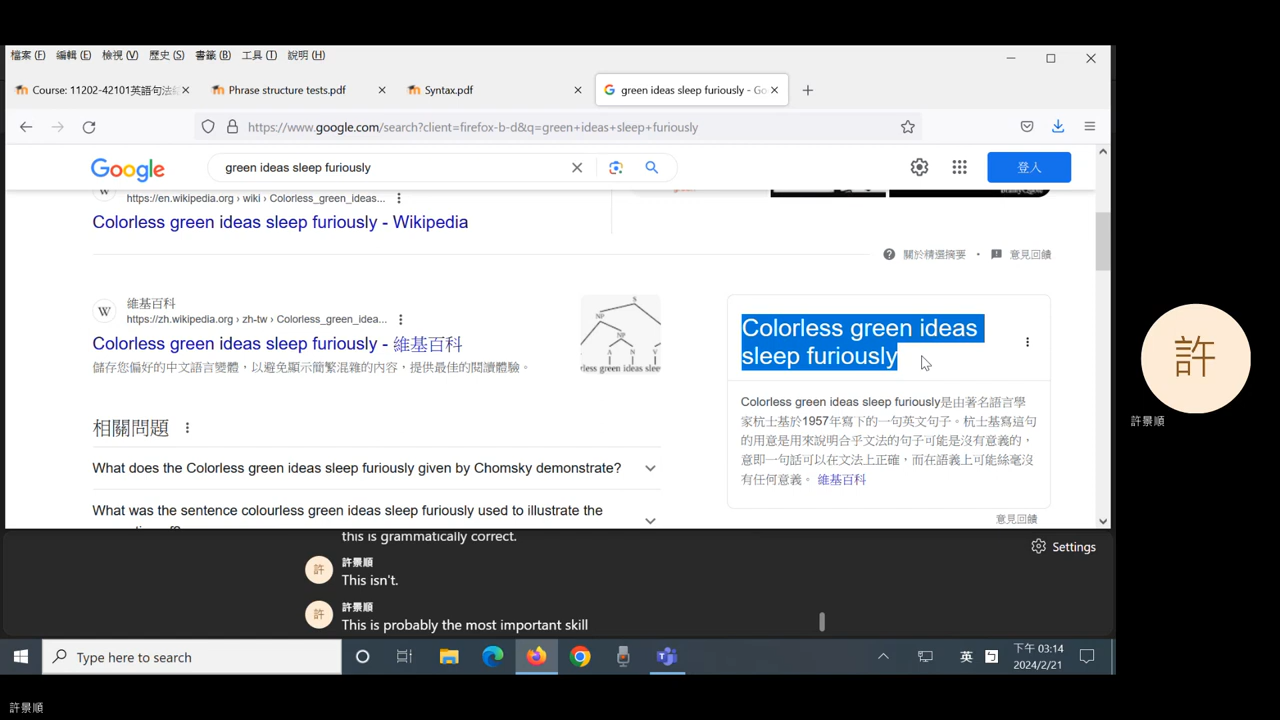 檔案 (F) 編輯 (E) 檢視 (V) 歷史 (S) 書籤 (B) 工具 (T) 說明 (H)
Course: 11202-42101英語句法
Phrase structure tests.pdf
Syntax.pdf
green ideas sleep furiously - Go
https://www.google.com/search?client=firefox-b-d&q=green+ideas+sleep+furiously
Google
green ideas sleep furiously
登入
W
https://en.wikipedia.org › wiki › Colorless_green_ideas...
Colorless green ideas sleep furiously - Wikipedia
關於精選摘要 • 意見回饋
W
維基百科
https://zh.wikipedia.org › zh-tw › Colorless_green_idea...
Colorless green ideas sleep furiously - 維基百科
儲存您偏好的中文語言變體，以避免顯示簡繁混雜的內容，提供最佳的閱讀體驗。
S
NP
NP
A N V
rless green ideas slee
相關問題
What does the Colorless green ideas sleep furiously given by Chomsky demonstrate?
What was the sentence colourless green ideas sleep furiously used to illustrate the
Colorless green ideas
sleep furiously
Colorless green ideas sleep furiously是由著名語言學
家杭士基於1957年寫下的一句英文句子。杭士基寫這句
的用意是用來說明合乎文法的句子可能是沒有意義的，
意即一句話可以在文法上正確，而在語義上可能絲毫沒
有任何意義。 維基百科
意見回饋
this is grammatically correct.
許
許景順
This isn't.
許
許景順
This is probably the most important skill
Settings
Type here to search
英
下午 03:14
2024/2/21
許
許景順
許景順